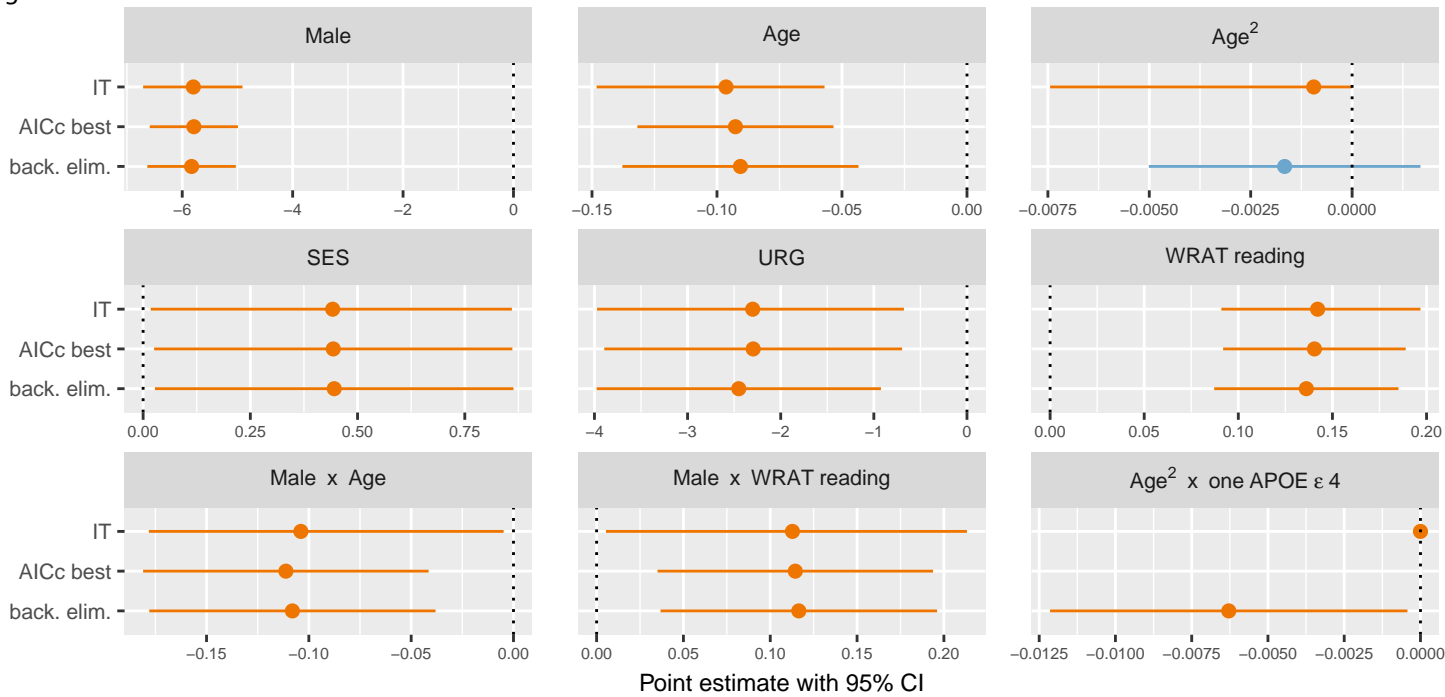 Male Age Age²
IT
AICc best
back. elim.
−6 −4 −2 0 −0.15 −0.10 −0.05 0.00 −0.0075 −0.0050 −0.0025 0.0000
SES URG WRAT reading
IT
AICc best
back. elim.
0.00 0.25 0.50 0.75 −4 −3 −2 −1 0 0.00 0.05 0.10 0.15 0.20
Male x Age Male x WRAT reading Age² x one APOE ε 4
IT
AICc best
back. elim.
−0.15 −0.10 −0.05 0.00 0.00 0.05 0.10 0.15 0.20 −0.0125 −0.0100 −0.0075 −0.0050 −0.0025 0.0000
Point estimate with 95% CI